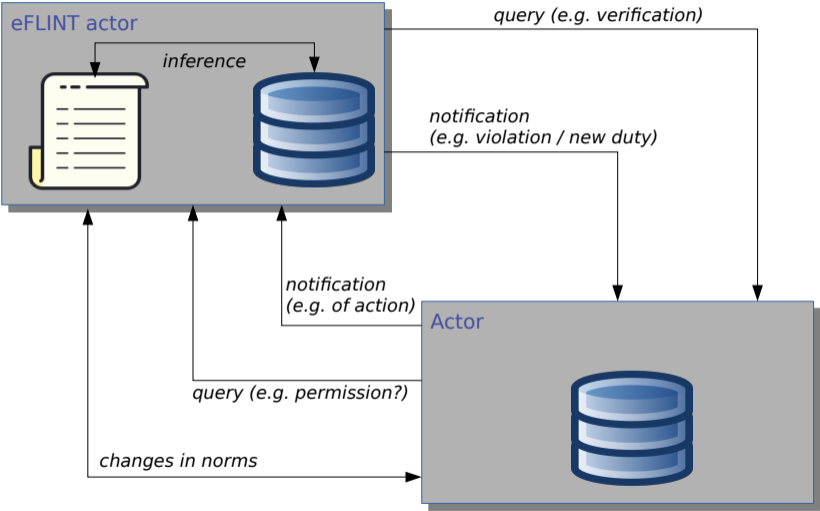 query (e.g. verification)
eFLINT actor
inference
notification
(e.g. violation / new duty)
notification
(e.g. of action)
Actor
query (e.g. permission?)
changes in norms